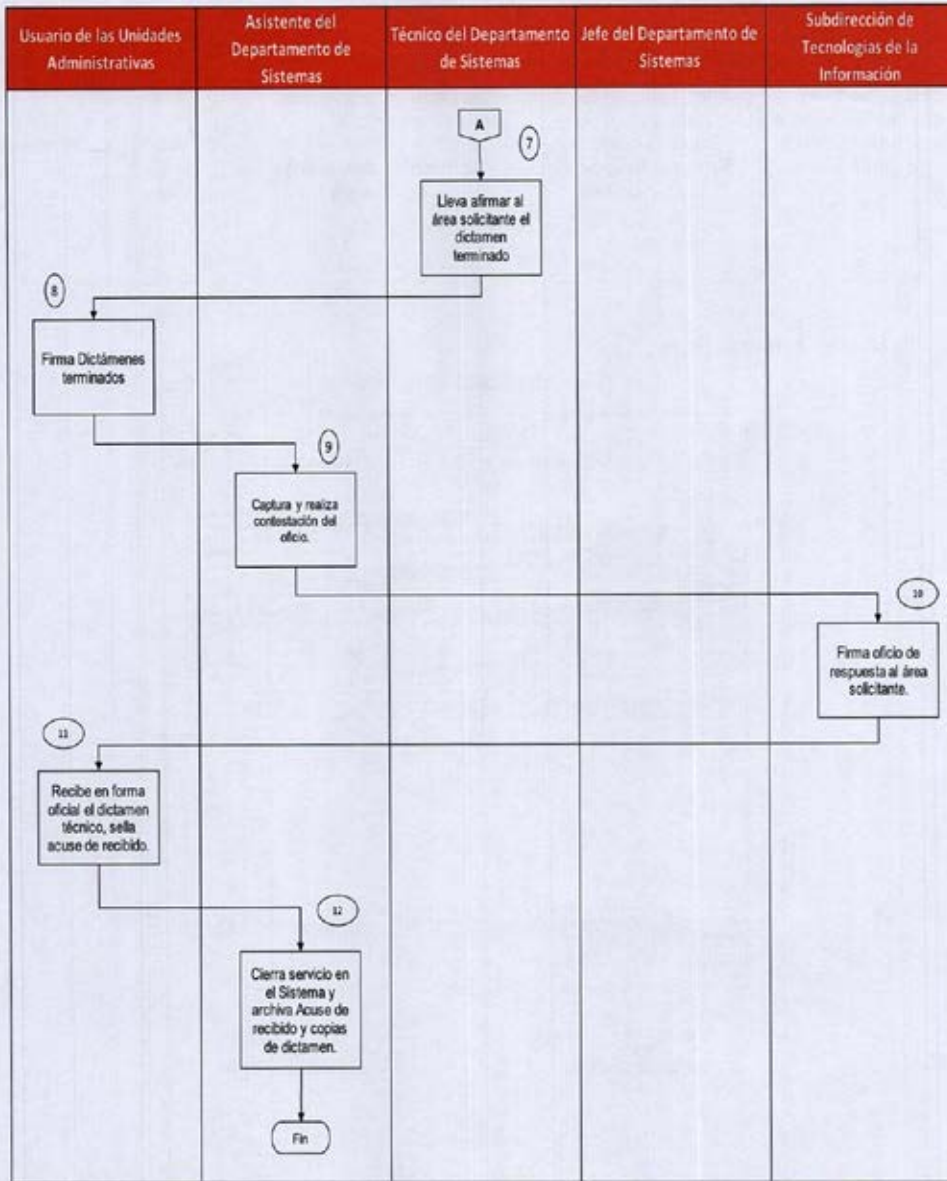 Usuario de las Unidades
Administrativas
Asistente del
Departamento de
Sistemas
Técnico del Departamento
de Sistemas
Jefe del Departamento de
Sistemas
Subdirección de
Tecnologías de la
Información
A
7
Lleva afirmar al
área solicitante el
dictamen
terminado
8
Firma Dictámenes
terminados
9
Captura y realiza
contestación del
oficio.
10
Firma oficio de
respuesta al área
solicitante.
11
Recibe en forma
oficial el dictamen
técnico, sella
acuse de recibido.
12
Cierra servicio en
el Sistema y
archiva Acuse de
recibido y copias
de dictamen.
Fin